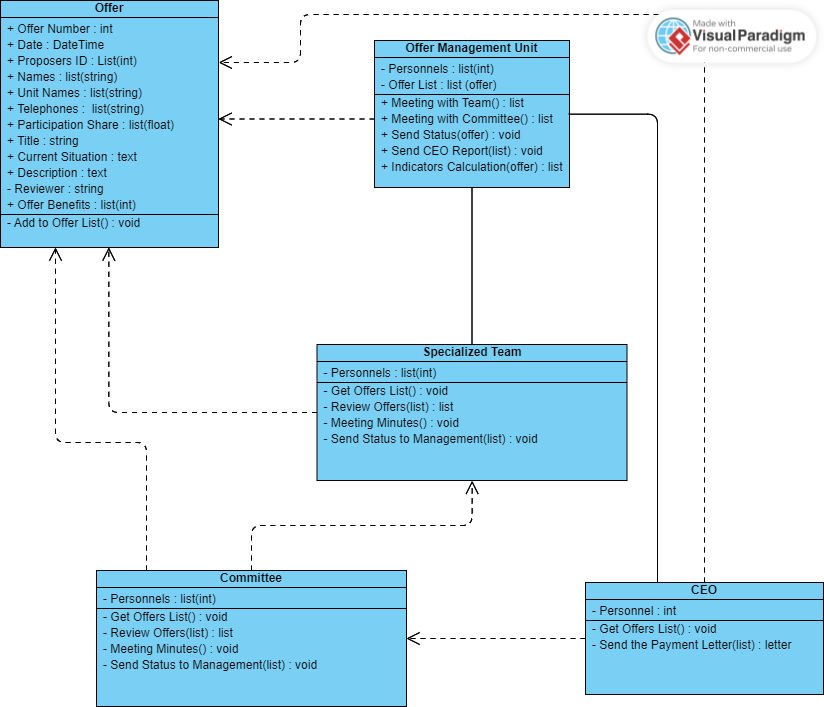 Offer
+ Offer Number : int
+ Date : DateTime
+ Proposers ID : List(int)
+ Names : list(string)
+ Unit Names : list(string)
+ Telephones :  list(string)
+ Participation Share : list(float)
+ Title : string
+ Current Situation : text
+ Description : text
- Reviewer : string
+ Offer Benefits : list(int)
- Add to Offer List() : void
Made with
VisualParadigm
For non-commercial use
Offer Management Unit
- Personnels : list(int)
- Offer List : list (offer)
+ Meeting with Team() : list
+ Meeting with Committee() : list
+ Send Status(offer) : void
+ Send CEO Report(list) : void
+ Indicators Calculation(offer) : list
Specialized Team
- Personnels : list(int)
- Get Offers List() : void
- Review Offers(list) : list
- Meeting Minutes() : void
- Send Status to Management(list) : void
Committee
- Personnels : list(int)
- Get Offers List() : void
- Review Offers(list) : list
- Meeting Minutes() : void
- Send Status to Management(list) : void
CEO
- Personnel : int
- Get Offers List() : void
- Send the Payment Letter(list) : letter